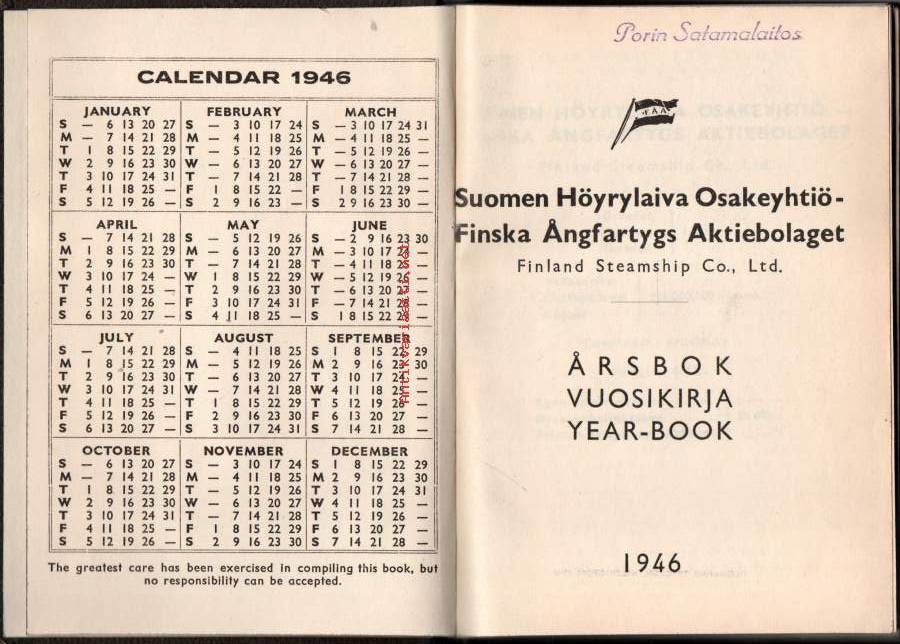 CALENDAR 1946
JANUARY FEBRUARY MARCH
S — 6 13 20 27 S — 3 10 17 24 S — 3 10 17 24 31
M — 7 14 21 28 M — 4 11 18 25 M — 4 11 18 25 —
T 1 8 15 22 29 T — 5 12 19 26 T — 5 12 19 26 —
W 2 9 16 23 30 W — 6 13 20 27 W — 6 13 20 27 —
T 3 10 17 24 31 T — 7 14 21 28 T — 7 14 21 28 —
F 4 11 18 25 — F 1 8 15 22 — F 1 8 15 22 29 —
S 5 12 19 26 — S 2 9 16 23 — S 2 9 16 23 30 —
APRIL MAY JUNE
S — 7 14 21 28 S — 5 12 19 26 S — 2 9 16 23 30
M 1 8 15 22 29 M — 6 13 20 27 M — 3 10 17 24 —
T 2 9 16 23 30 T — 7 14 21 28 T — 4 11 18 25 —
W 3 10 17 24 — W 1 8 15 22 29 W — 5 12 19 26 —
T 4 11 18 25 — T 2 9 16 23 30 T — 6 13 20 27 —
F 5 12 19 26 — F 3 10 17 24 31 F — 7 14 21 28 —
S 6 13 20 27 — S 4 11 18 25 — S 1 8 15 22 29 —
JULY AUGUST SEPTEMBER
S — 7 14 21 28 S — 4 11 18 25 S 1 8 15 22 29
M 1 8 15 22 29 M — 5 12 19 26 M 2 9 16 23 30
T 2 9 16 23 30 T — 6 13 20 27 T 3 10 17 24 —
W 3 10 17 24 31 W — 7 14 21 28 W 4 11 18 25 —
T 4 11 18 25 — T 1 8 15 22 29 T 5 12 19 26 —
F 5 12 19 26 — F 2 9 16 23 30 F 6 13 20 27 —
S 6 13 20 27 — S 3 10 17 24 31 S 7 14 21 28 —
OCTOBER NOVEMBER DECEMBER
S — 6 13 20 27 S — 3 10 17 24 S 1 8 15 22 29
M — 7 14 21 28 M — 4 11 18 25 M 2 9 16 23 30
T 1 8 15 22 29 T — 5 12 19 26 T 3 10 17 24 31
W 2 9 16 23 30 W — 6 13 20 27 W 4 11 18 25 —
T 3 10 17 24 31 T — 7 14 21 28 T 5 12 19 26 —
F 4 11 18 25 — F 1 8 15 22 29 F 6 13 20 27 —
S 5 12 19 26 — S 2 9 16 23 30 S 7 14 21 28 —
The greatest care has been exercised in compiling this book, but
no responsibility can be accepted.
Porin Satamalaitos
FAA
Suomen Höyrylaiva Osakeyhtiö-
Finska Ångfartygs Aktiebolaget
Finland Steamship Co., Ltd.
ÅRSBOK
VUOSIKIRJA
YEAR-BOOK
1946